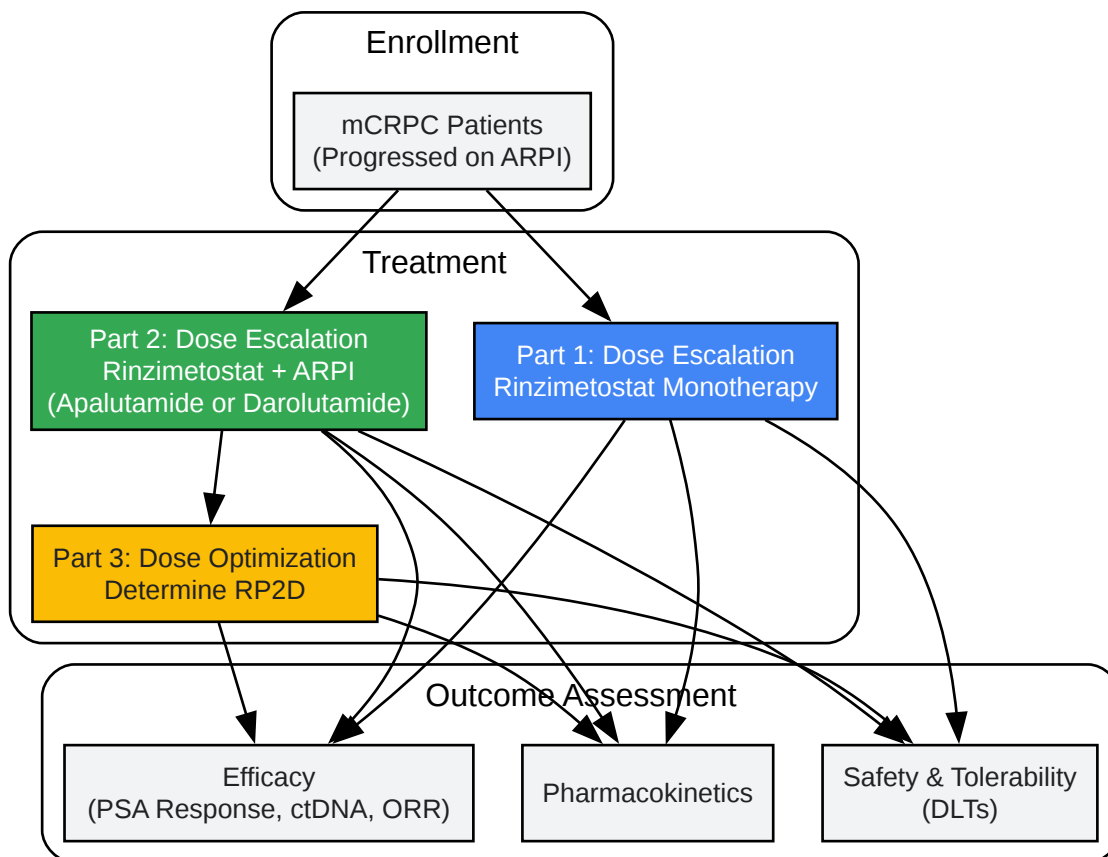 Enrollment
mCRPC Patients
(Progressed on ARPI)
Treatment
Part 2: Dose Escalation
Rinzimetostat + ARPI
(Apalutamide or Darolutamide)
Part 1: Dose Escalation
Rinzimetostat Monotherapy
Part 3: Dose Optimization
Determine RP2D
Outcome Assessment
Efficacy
(PSA Response, ctDNA, ORR)
Pharmacokinetics
Safety & Tolerability
(DLTs)